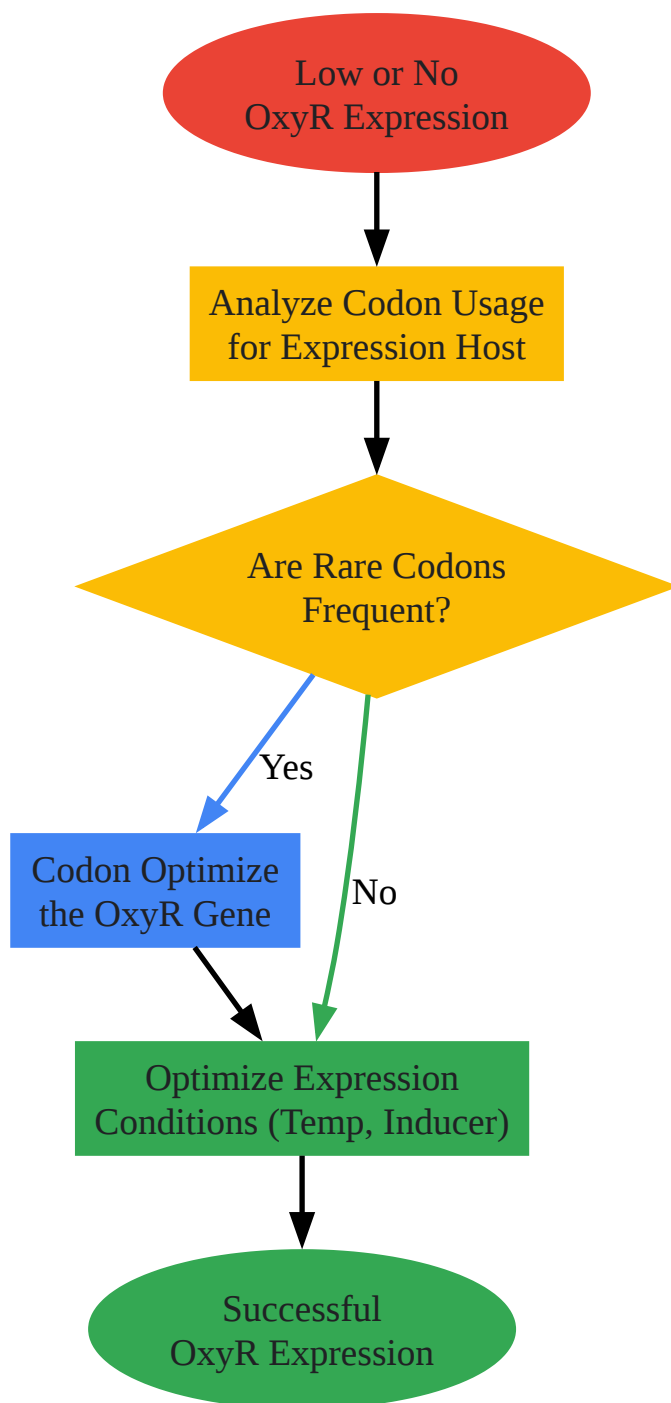 Low or No
OxyR Expression
Analyze Codon Usage
for Expression Host
Are Rare Codons
Frequent?
Yes
Codon Optimize
the OxyR Gene
No
Optimize Expression
Conditions (Temp, Inducer)
Successful
OxyR Expression